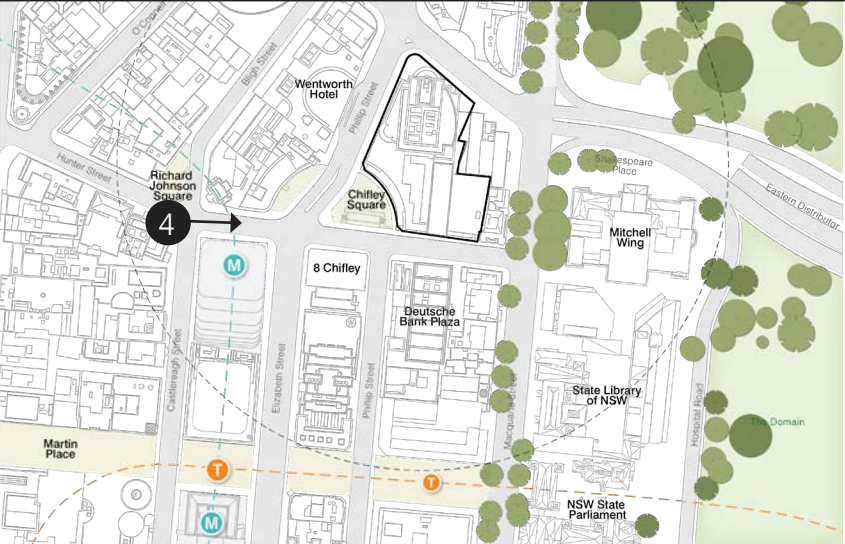 O'Connell
Bligh Street
Wentworth
Hotel
Phillip Street
Hunter Street
Richard
Johnson
Square
Chifley
Square
Shakespeare
Place
Eastern Distributor
Mitchell
Wing
4
M
8 Chifley
Deutsche
Bank Plaza
Castlereagh Street
Elizabeth Street
Phillip Street
Macquarie Street
State Library
of NSW
Hospital Road
The Domain
Martin
Place
T
T
M
NSW State
Parliament